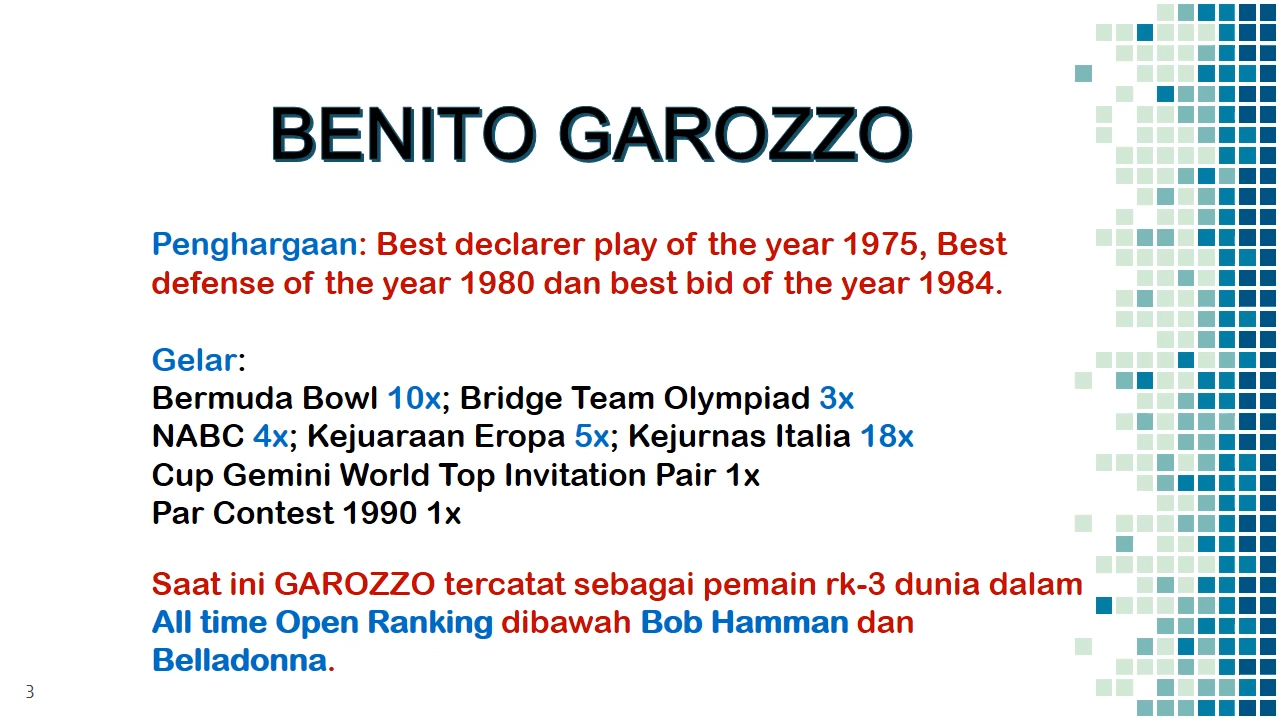 BENITO GAROZZO
Penghargaan: Best declarer play of the year 1975, Best
defense of the year 1980 dan best bid of the year 1984.
Gelar:
Bermuda Bowl 10x; Bridge Team Olympiad 3x
NABC 4x; Kejuaraan Eropa 5x; Kejurnas Italia 18x
Cup Gemini World Top Invitation Pair 1x
Par Contest 1990 1x
Saat ini GAROZZO tercatat sebagai pemain rk-3 dunia dalam
All time Open Ranking dibawah Bob Hamman dan
Belladonna.
3